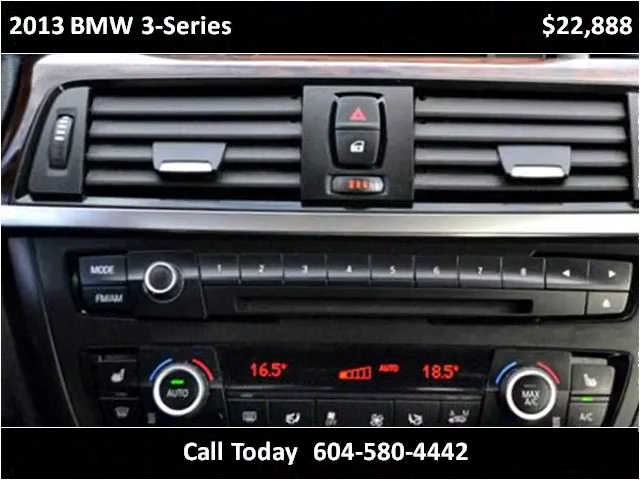 2013 BMW 3-Series $22,888
MODE 1 2 3 4 5 6 7 8
FM/AM
16.5° AUTO 18.5°
AUTO
MAX A/C
A/C
Call Today 604-580-4442